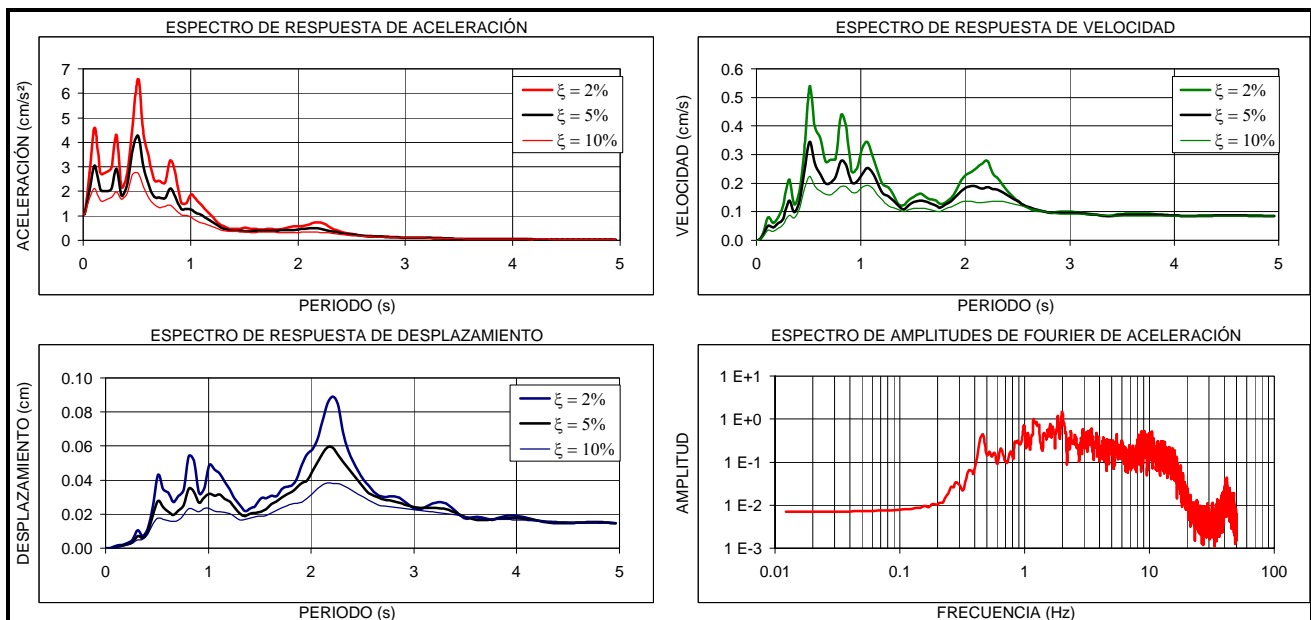 ESPECTRO DE RESPUESTA DE ACELERACIÓN
ACELERACIÓN (cm/s²)
7
6
5
4
3
2
1
0
ξ = 2%
ξ = 5%
ξ = 10%
0 1 2 3 4 5
PERIODO (s)
ESPECTRO DE RESPUESTA DE VELOCIDAD
VELOCIDAD (cm/s)
0.6
0.5
0.4
0.3
0.2
0.1
0.0
ξ = 2%
ξ = 5%
ξ = 10%
0 1 2 3 4 5
PERIODO (s)
ESPECTRO DE RESPUESTA DE DESPLAZAMIENTO
DESPLAZAMIENTO (cm)
0.10
0.08
0.06
0.04
0.02
0.00
ξ = 2%
ξ = 5%
ξ = 10%
0 1 2 3 4 5
PERIODO (s)
ESPECTRO DE AMPLITUDES DE FOURIER DE ACELERACIÓN
AMPLITUD
1 E+1
1 E+0
1 E-1
1 E-2
1 E-3
0.01 0.1 1 10 100
FRECUENCIA (Hz)